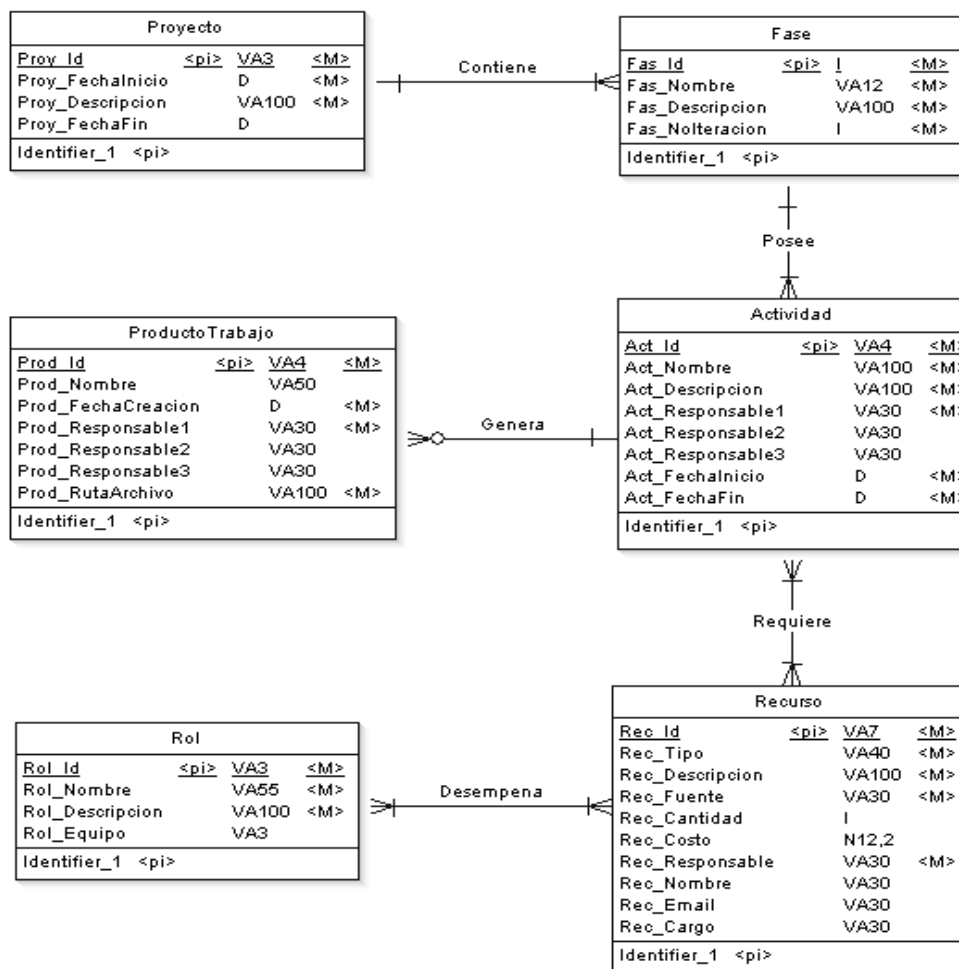 Proyecto
Proy_Id <pi> VA3 <M>
Proy_FechaInicio D <M>
Proy_Descripcion VA100 <M>
Proy_FechaFin D
Identifier_1 <pi>
Contiene
Fase
Fas_Id <pi> I <M>
Fas_Nombre VA12 <M>
Fas_Descripcion VA100 <M>
Fas_NoIteracion I <M>
Identifier_1 <pi>
Posee
ProductoTrabajo
Prod_Id <pi> VA4 <M>
Prod_Nombre VA50
Prod_FechaCreacion D <M>
Prod_Responsable1 VA30 <M>
Prod_Responsable2 VA30
Prod_Responsable3 VA30
Prod_RutaArchivo VA100 <M>
Identifier_1 <pi>
Genera
Actividad
Act_Id <pi> VA4 <M>
Act_Nombre VA100 <M>
Act_Descripcion VA100 <M>
Act_Responsable1 VA30 <M>
Act_Responsable2 VA30
Act_Responsable3 VA30
Act_FechaInicio D <M>
Act_FechaFin D <M>
Identifier_1 <pi>
Requiere
Rol
Rol_Id <pi> VA3 <M>
Rol_Nombre VA55 <M>
Rol_Descripcion VA100 <M>
Rol_Equipo VA3
Identifier_1 <pi>
Desempena
Recurso
Rec_Id <pi> VA7 <M>
Rec_Tipo VA40 <M>
Rec_Descripcion VA100 <M>
Rec_Fuente VA30 <M>
Rec_Cantidad I
Rec_Costo N12,2
Rec_Responsable VA30 <M>
Rec_Nombre VA30
Rec_Email VA30
Rec_Cargo VA30
Identifier_1 <pi>